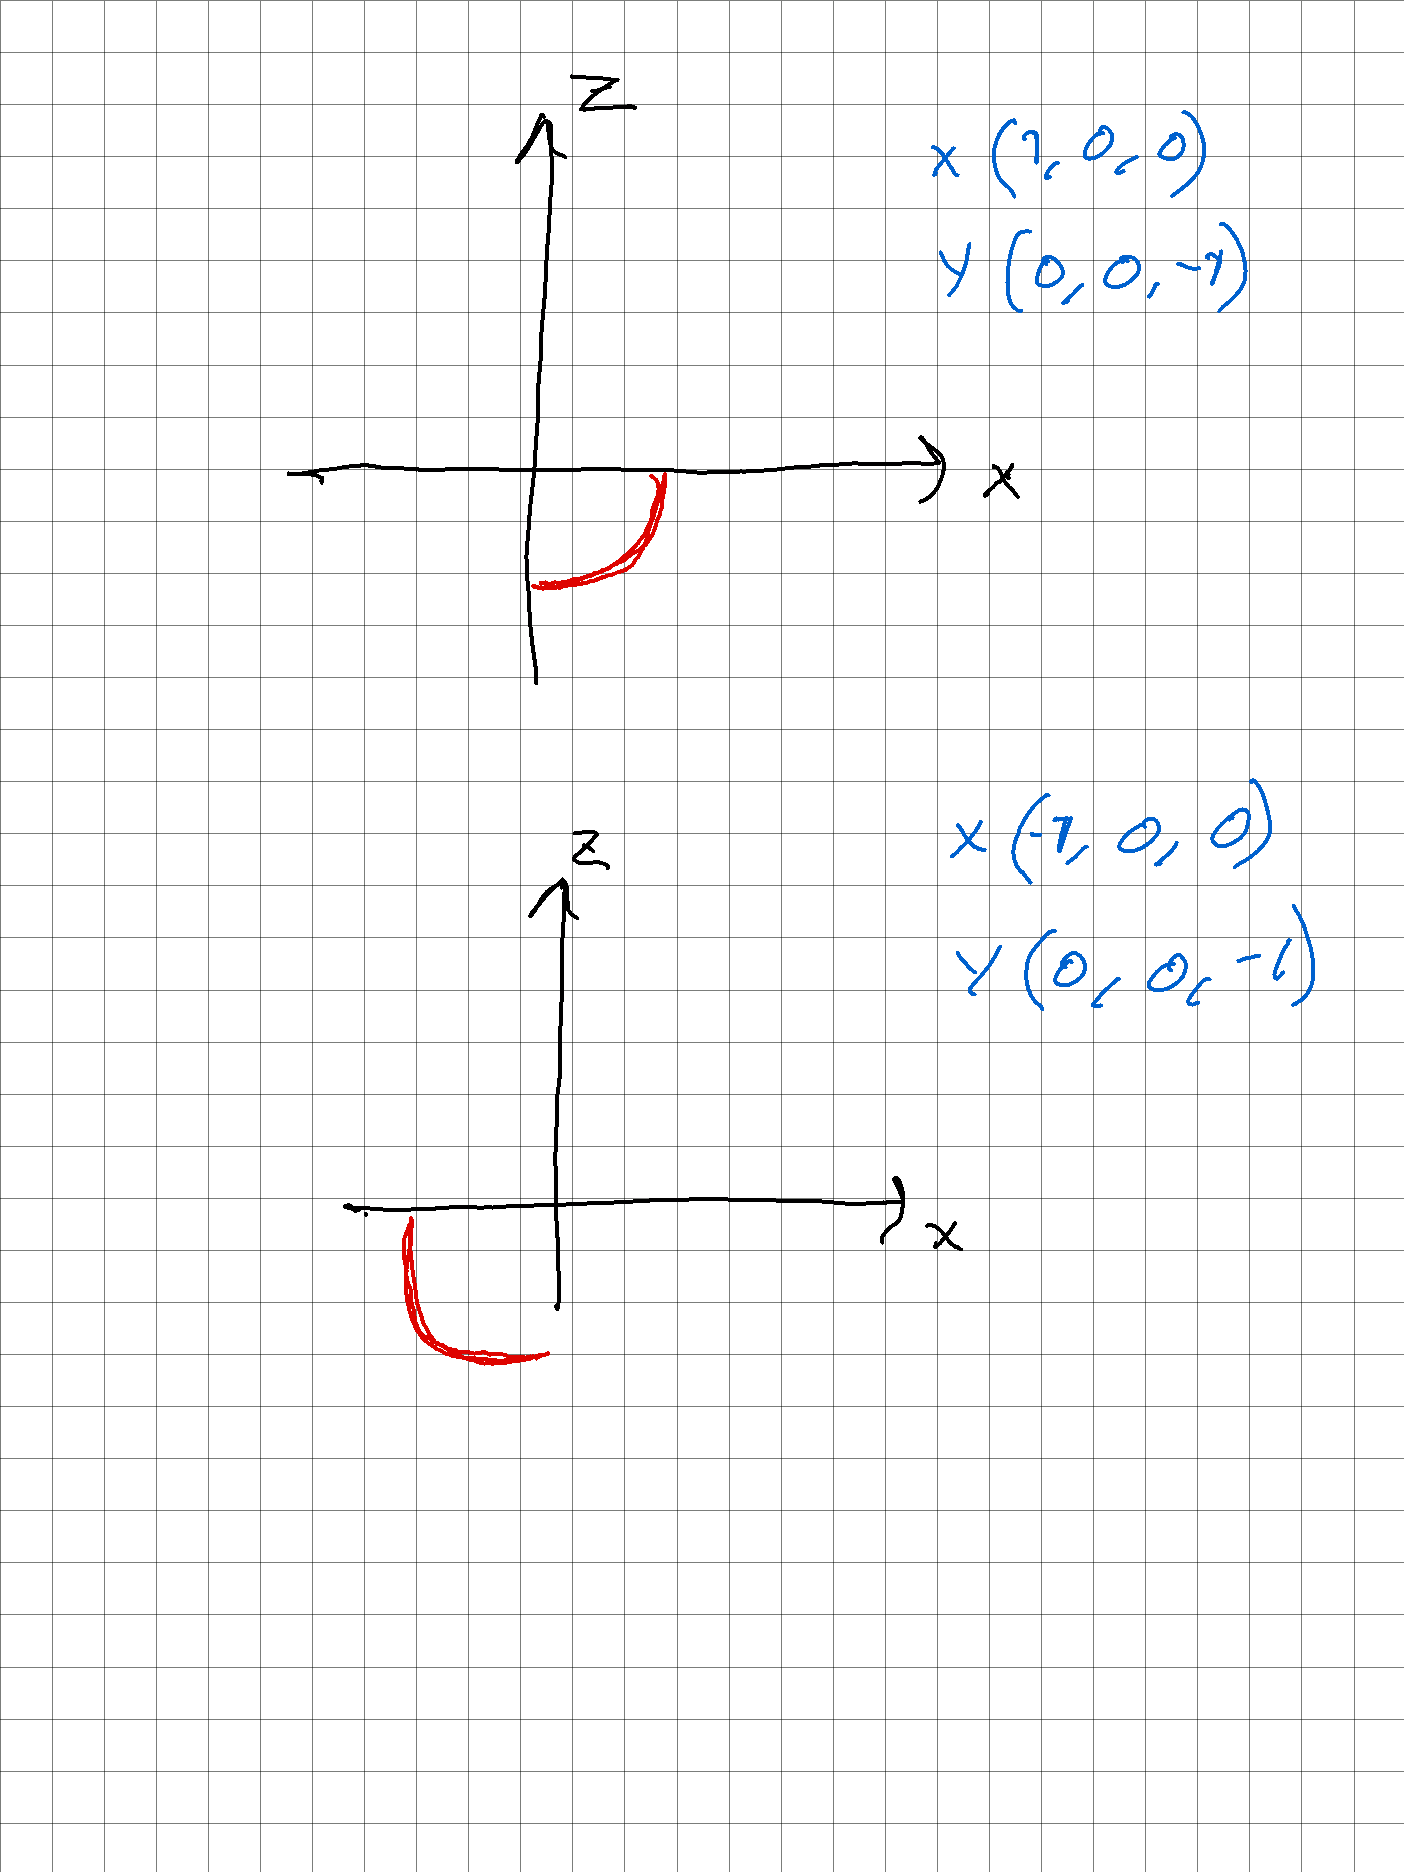 Z
x (1, 0, 0)
y (0, 0, -1)
x
z
x (-1, 0, 0)
y (0, 0, -1)
x